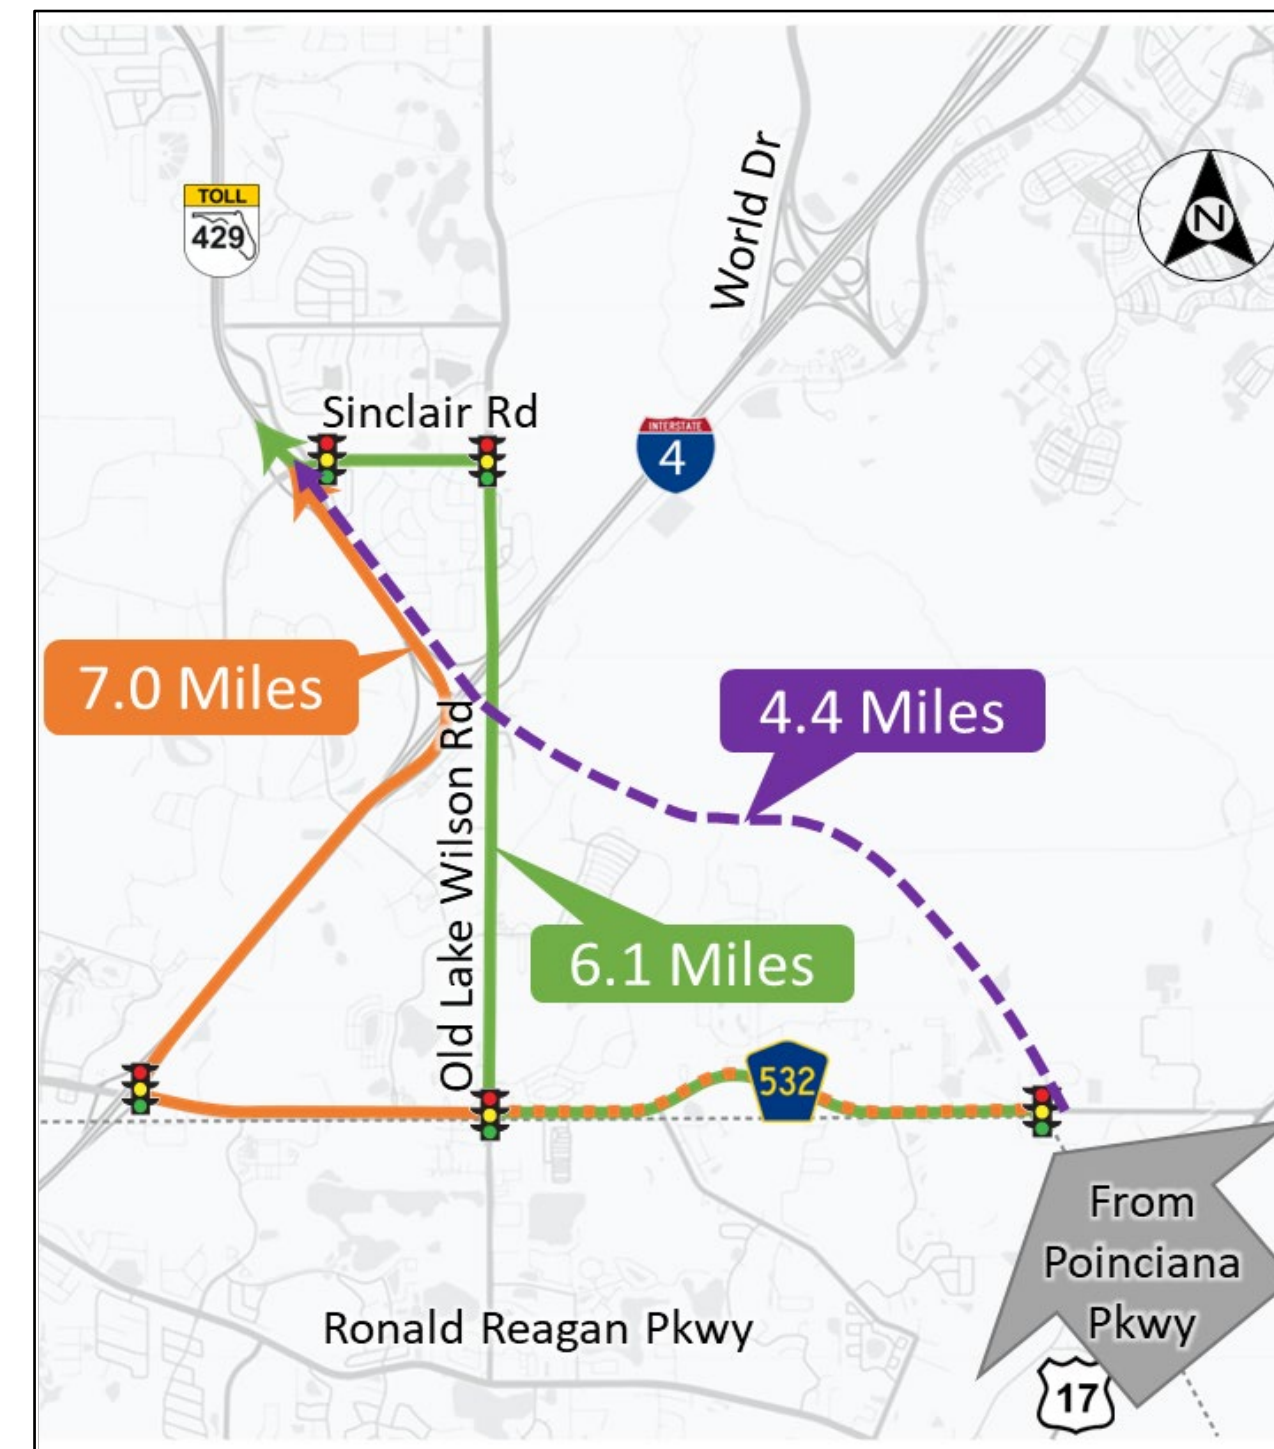 TOLL
429
World Dr
N
Sinclair Rd
INTERSTATE
4
7.0 Miles
4.4 Miles
Old Lake Wilson Rd
6.1 Miles
532
From
Poinciana
Pkwy
Ronald Reagan Pkwy
17